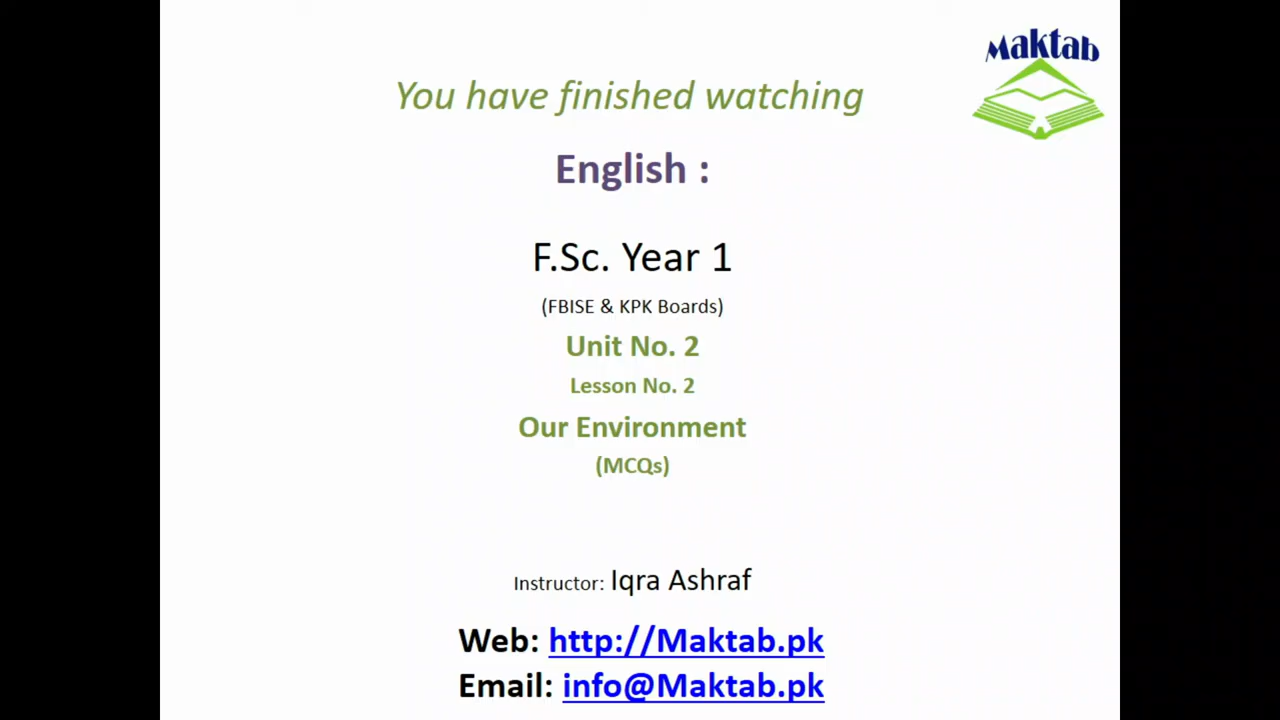 Maktab
You have finished watching
English :
F.Sc. Year 1
(FBISE & KPK Boards)
Unit No. 2
Lesson No. 2
Our Environment
(MCQs)
Instructor: Iqra Ashraf
Web: http://Maktab.pk
Email: info@Maktab.pk